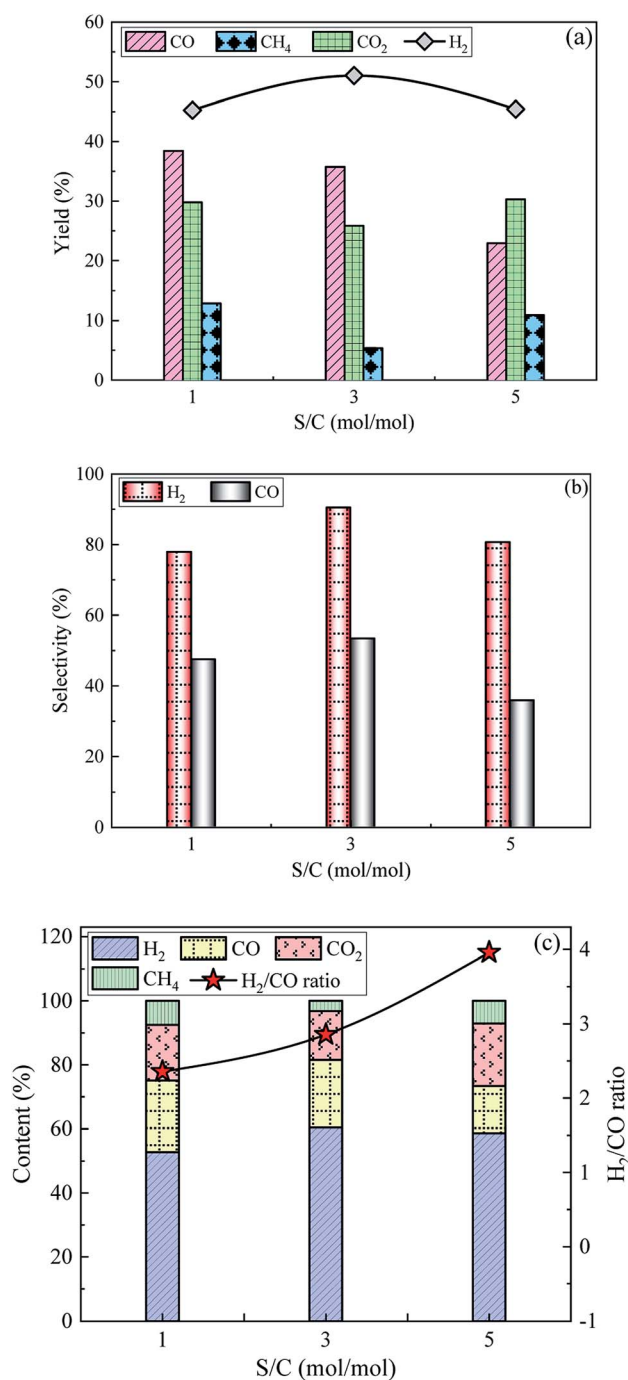 (a)
CO CH₄ CO₂ H₂
60
50
40
30
20
10
0
Yield (%)
1 3 5
S/C (mol/mol)
(b)
H₂ CO
100
80
60
40
20
0
Selectivity (%)
1 3 5
S/C (mol/mol)
(c)
H₂ CO CO₂
CH₄ H₂/CO ratio
120
100
80
60
40
20
0
Content (%)
4
3
2
1
0
-1
H₂/CO ratio
1 3 5
S/C (mol/mol)